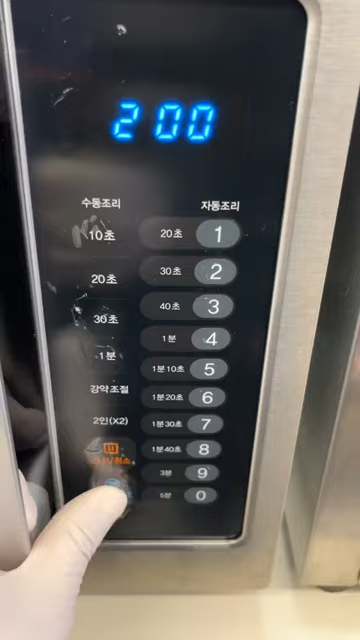 200
수동조리 자동조리
10초 20초 1
20초 30초 2
30초 40초 3
1분 1분 4
강약조절 1분10초 5
2인(X2) 1분20초 6
1분30초 7
1분40초 8
취소 3분 9
5분 0